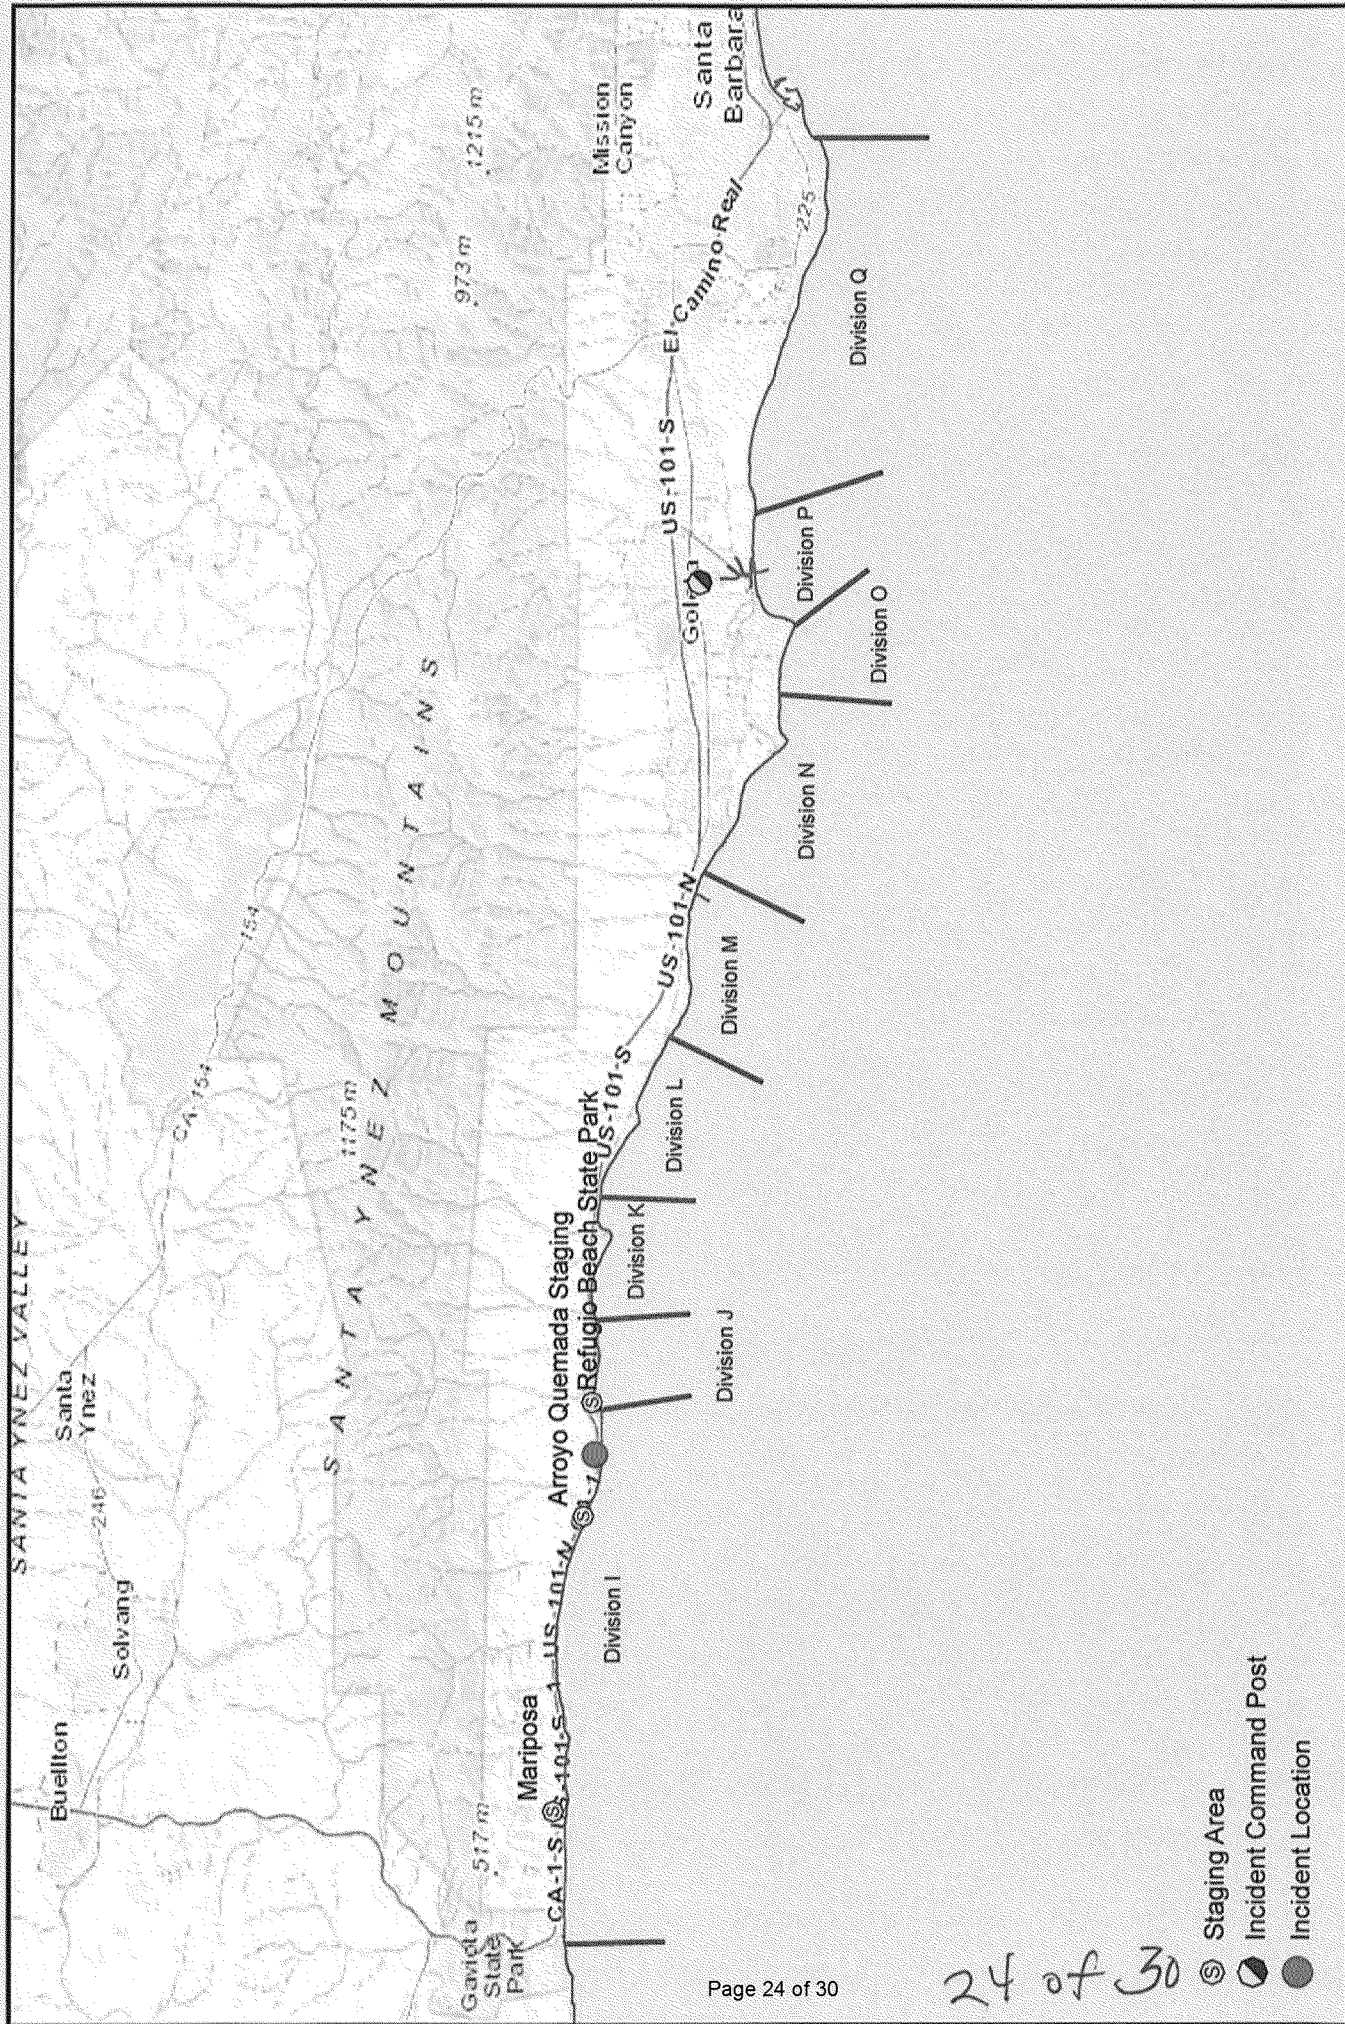 SANTA YNEZ VALLEY
Buellton
Solvang
246
Santa
Ynez
CA-154
154
SANTA YNEZ MOUNTAINS
1175 m
973 m
1215 m
517 m
Gaviota
State
Park
Mission
Canyon
Santa
Barbara
Mariposa
Arroyo Quemada Staging
Refugio Beach State Park
CA-1-S
US-101-N
US-101-S
US-101-N
US-101-S
El Camino Real
225
Division I
Division J
Division K
Division L
Division M
Division N
Division O
Division P
Division Q
S Staging Area
Incident Command Post
Incident Location
24 of 30
Page 24 of 30